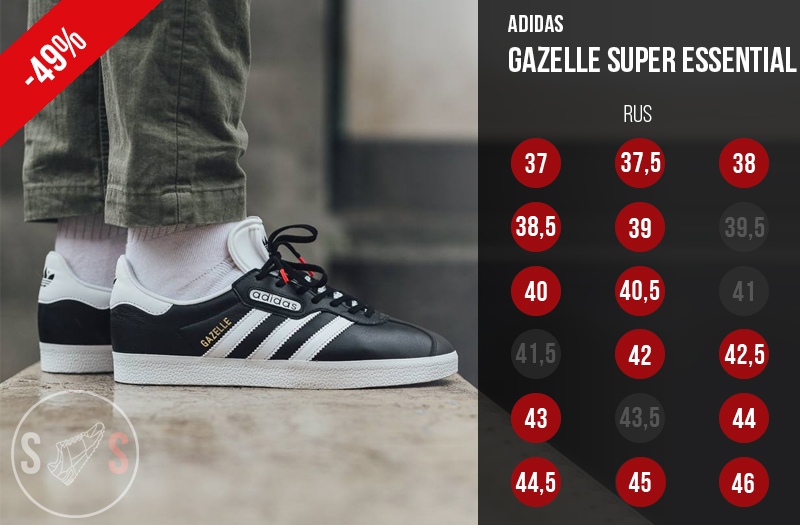 -49%
ADIDAS
GAZELLE SUPER ESSENTIAL
RUS
37 37,5 38
38,5 39 39,5
40 40,5 41
41,5 42 42,5
43 43,5 44
44,5 45 46
adidas
GAZELLE
S S